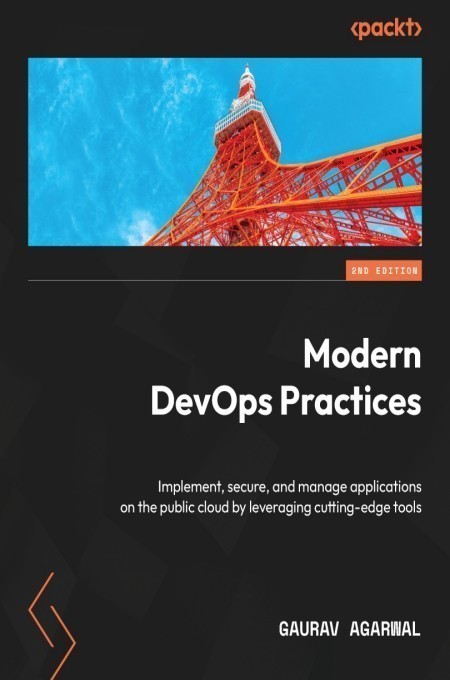 <packt>
2ND EDITION
Modern
DevOps Practices
Implement, secure, and manage applications
on the public cloud by leveraging cutting-edge tools
GAURAV AGARWAL